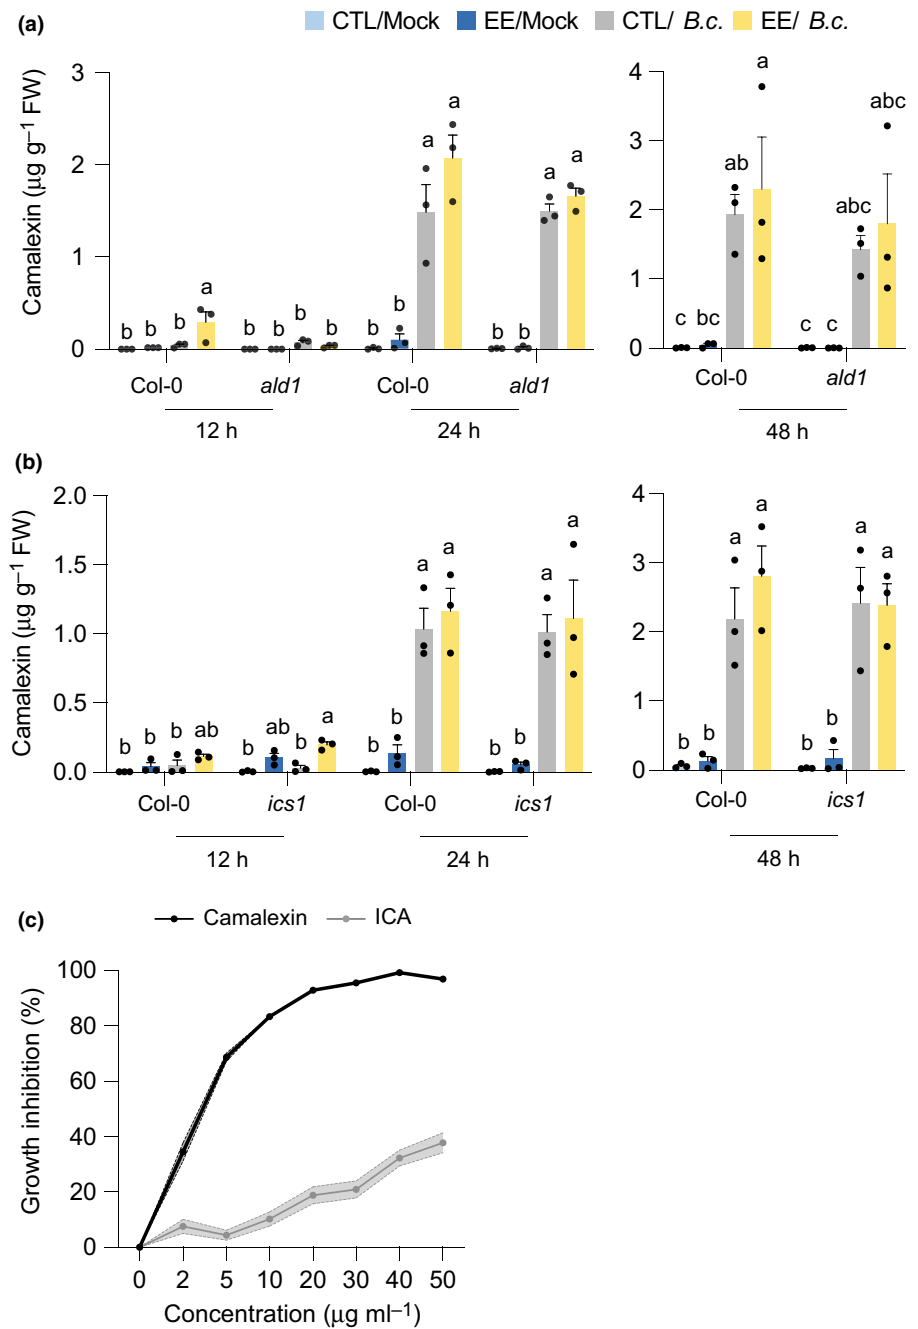 (a)
CTL/Mock EE/Mock CTL/ B.c. EE/ B.c.
Camalexin (µg g–1 FW)
3
2
1
0
b b b a b b b b b b a a b b a a
Col-0 ald1 Col-0 ald1
12 h 24 h
4
3
2
1
0
c bc ab a c c abc abc
Col-0 ald1
48 h
(b)
Camalexin (µg g–1 FW)
2.0
1.5
1.0
0.5
0.0
b b b ab b ab b a b b a a b b a a
Col-0 ics1 Col-0 ics1
12 h 24 h
4
3
2
1
0
b b a a b b a a
Col-0 ics1
48 h
(c)
Camalexin ICA
Growth inhibition (%)
100
80
60
40
20
0
0 2 5 10 20 30 40 50
Concentration (µg ml–1)